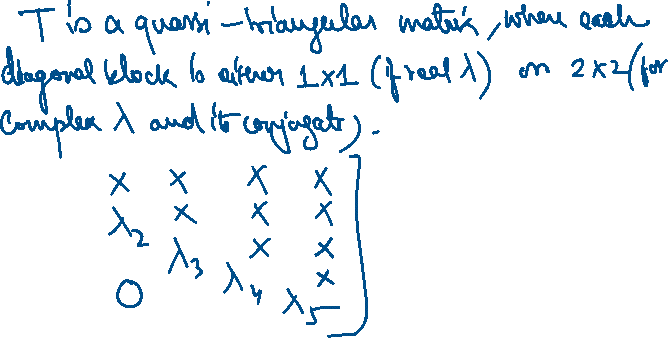 T is a quasi-triangular matrix, where each
diagonal block is either 1x1 (if real λ) or 2x2 (for
complex λ and its conjugate).
x x x x
λ₂ x x x
λ₃ x x
0 λ₄ x
λ₅